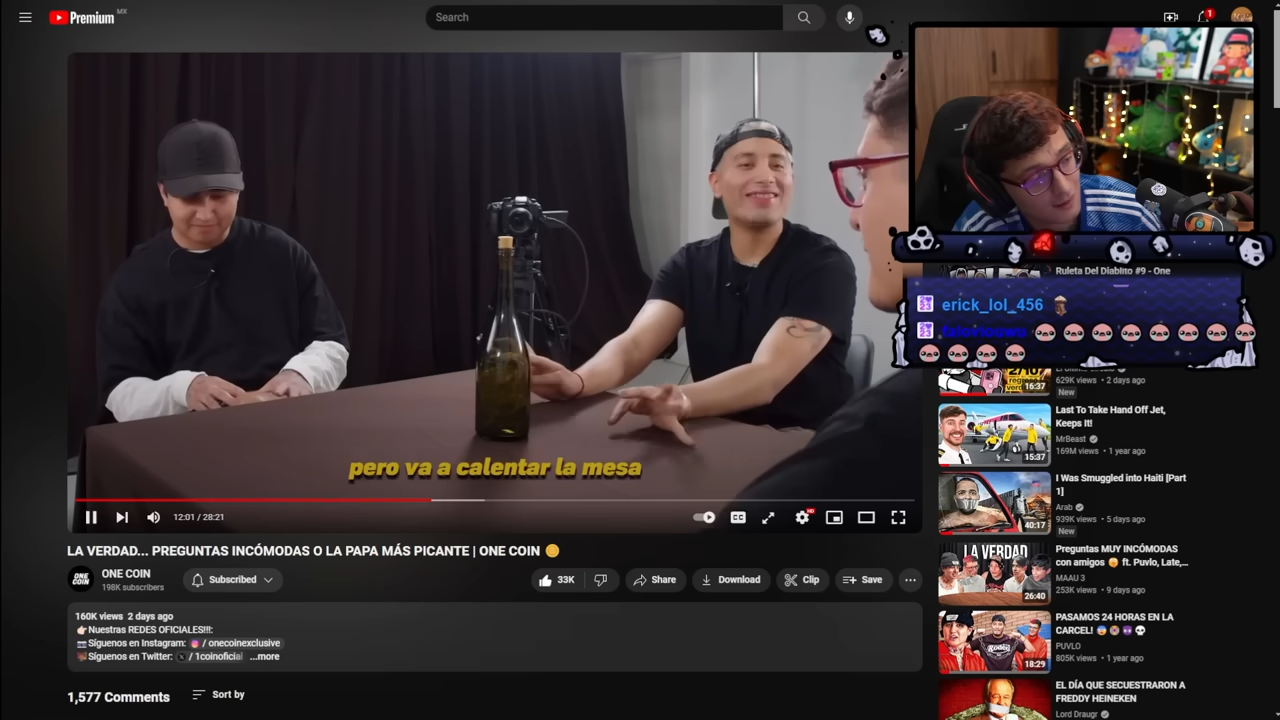 Premium MX
Search
1
pero va a calentar la mesa
12:01 / 28:21
HD
LA VERDAD... PREGUNTAS INCÓMODAS O LA PAPA MÁS PICANTE | ONE COIN
ONE COIN
ONE COIN
198K subscribers
Subscribed
33K
Share
Download
Clip
Save
160K views 2 days ago
Nuestras REDES OFICIALES!!!:
Síguenos en Instagram: / onecoinexclusive
Síguenos en Twitter: / 1coinoficial ...more
1,577 Comments
Sort by
Ruleta Del Diablito #9 - One
erick_lol_456
629K views • 2 days ago
New
16:37
Last To Take Hand Off Jet,
Keeps It!
MrBeast
169M views • 1 year ago
15:37
I Was Smuggled into Haiti [Part
1]
Arab
939K views • 5 days ago
New
40:17
LA VERDAD
Preguntas MUY INCÓMODAS
con amigos ft. Puvlo, Late,...
MAAU 3
253K views • 9 days ago
26:40
PASAMOS 24 HORAS EN LA
CARCEL!
PUVLO
805K views • 1 year ago
18:29
EL DÍA QUE SECUESTRARON A
FREDDY HEINEKEN
Lord Draugr